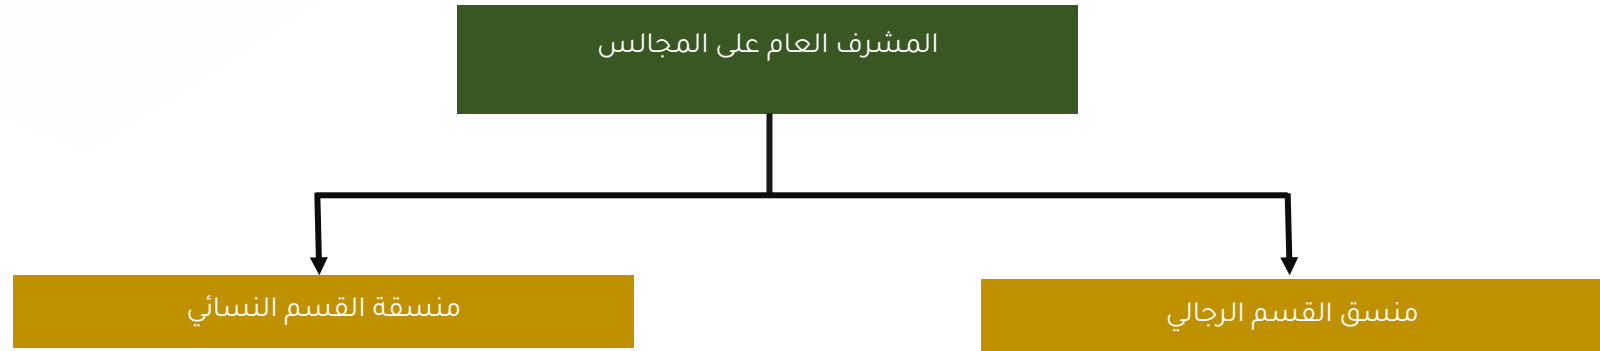 المشرف العام على المجالس
منسق القسم الرجالي
منسقة القسم النسائي